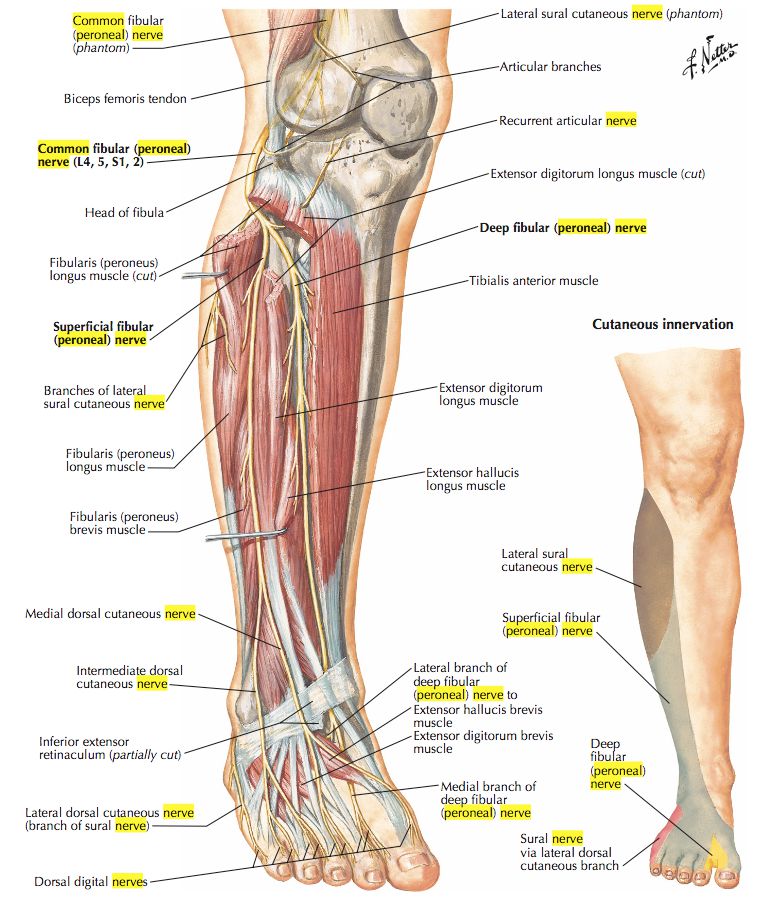 Common fibular
(peroneal) nerve
(phantom)
Biceps femoris tendon
Common fibular (peroneal)
nerve (L4, 5, S1, 2)
Head of fibula
Fibularis (peroneus)
longus muscle (cut)
Superficial fibular
(peroneal) nerve
Branches of lateral
sural cutaneous nerve
Fibularis (peroneus)
longus muscle
Fibularis (peroneus)
brevis muscle
Medial dorsal cutaneous nerve
Intermediate dorsal
cutaneous nerve
Inferior extensor
retinaculum (partially cut)
Lateral dorsal cutaneous nerve
(branch of sural nerve)
Dorsal digital nerves
Lateral sural cutaneous nerve (phantom)
Articular branches
Recurrent articular nerve
Extensor digitorum longus muscle (cut)
Deep fibular (peroneal) nerve
Tibialis anterior muscle
Extensor digitorum
longus muscle
Extensor hallucis
longus muscle
Lateral branch of
deep fibular
(peroneal) nerve to
Extensor hallucis brevis
muscle
Extensor digitorum brevis
muscle
Medial branch of
deep fibular
(peroneal) nerve
F. Netter
M.D.
Cutaneous innervation
Lateral sural
cutaneous nerve
Superficial fibular
(peroneal) nerve
Deep
fibular
(peroneal)
nerve
Sural nerve
via lateral dorsal
cutaneous branch